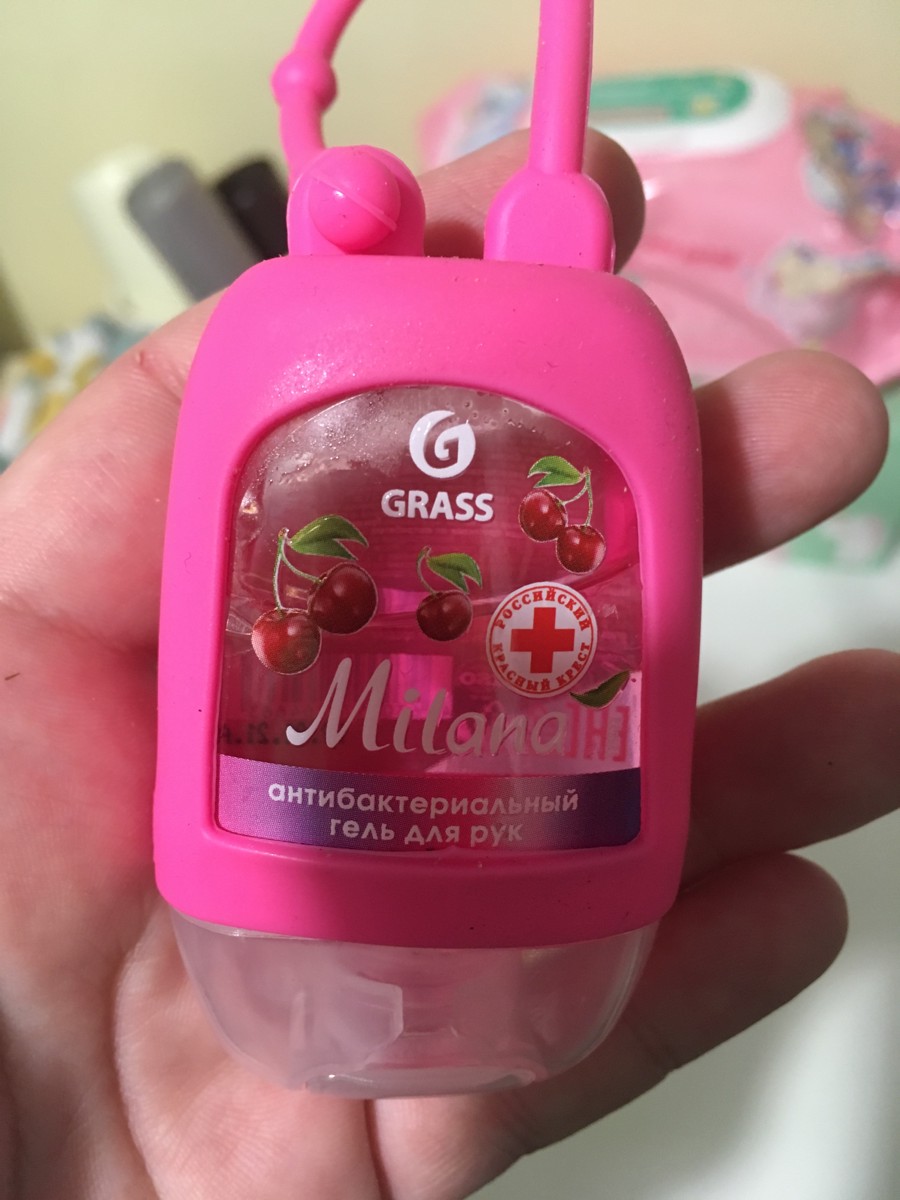 G
GRASS
РОССИЙСКИЙ
КРАСНЫЙ КРЕСТ
Milana
антибактериальный
гель для рук